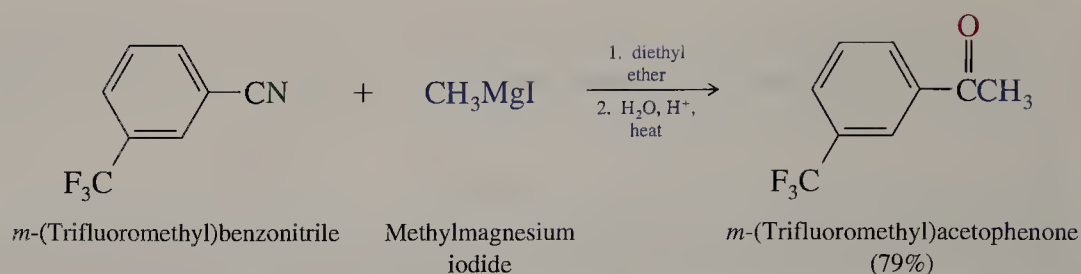 O
1. diethyl
ether
CN + CH₃MgI CCH₃
2. H₂O, H⁺,
heat
F₃C F₃C
m-(Trifluoromethyl)benzonitrile Methylmagnesium m-(Trifluoromethyl)acetophenone
iodide (79%)